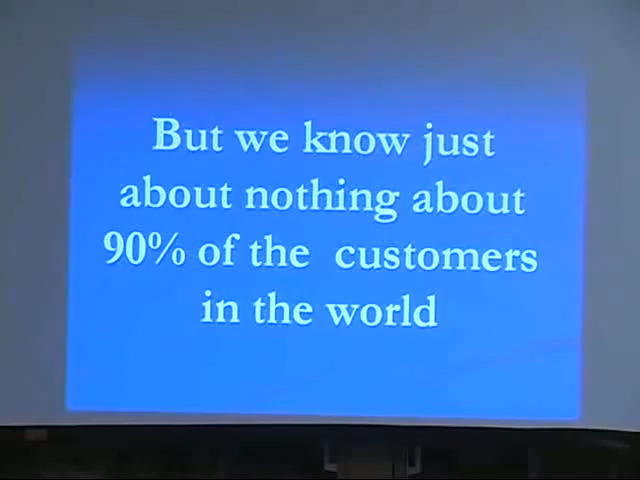 But we know just
about nothing about
90% of the customers
in the world